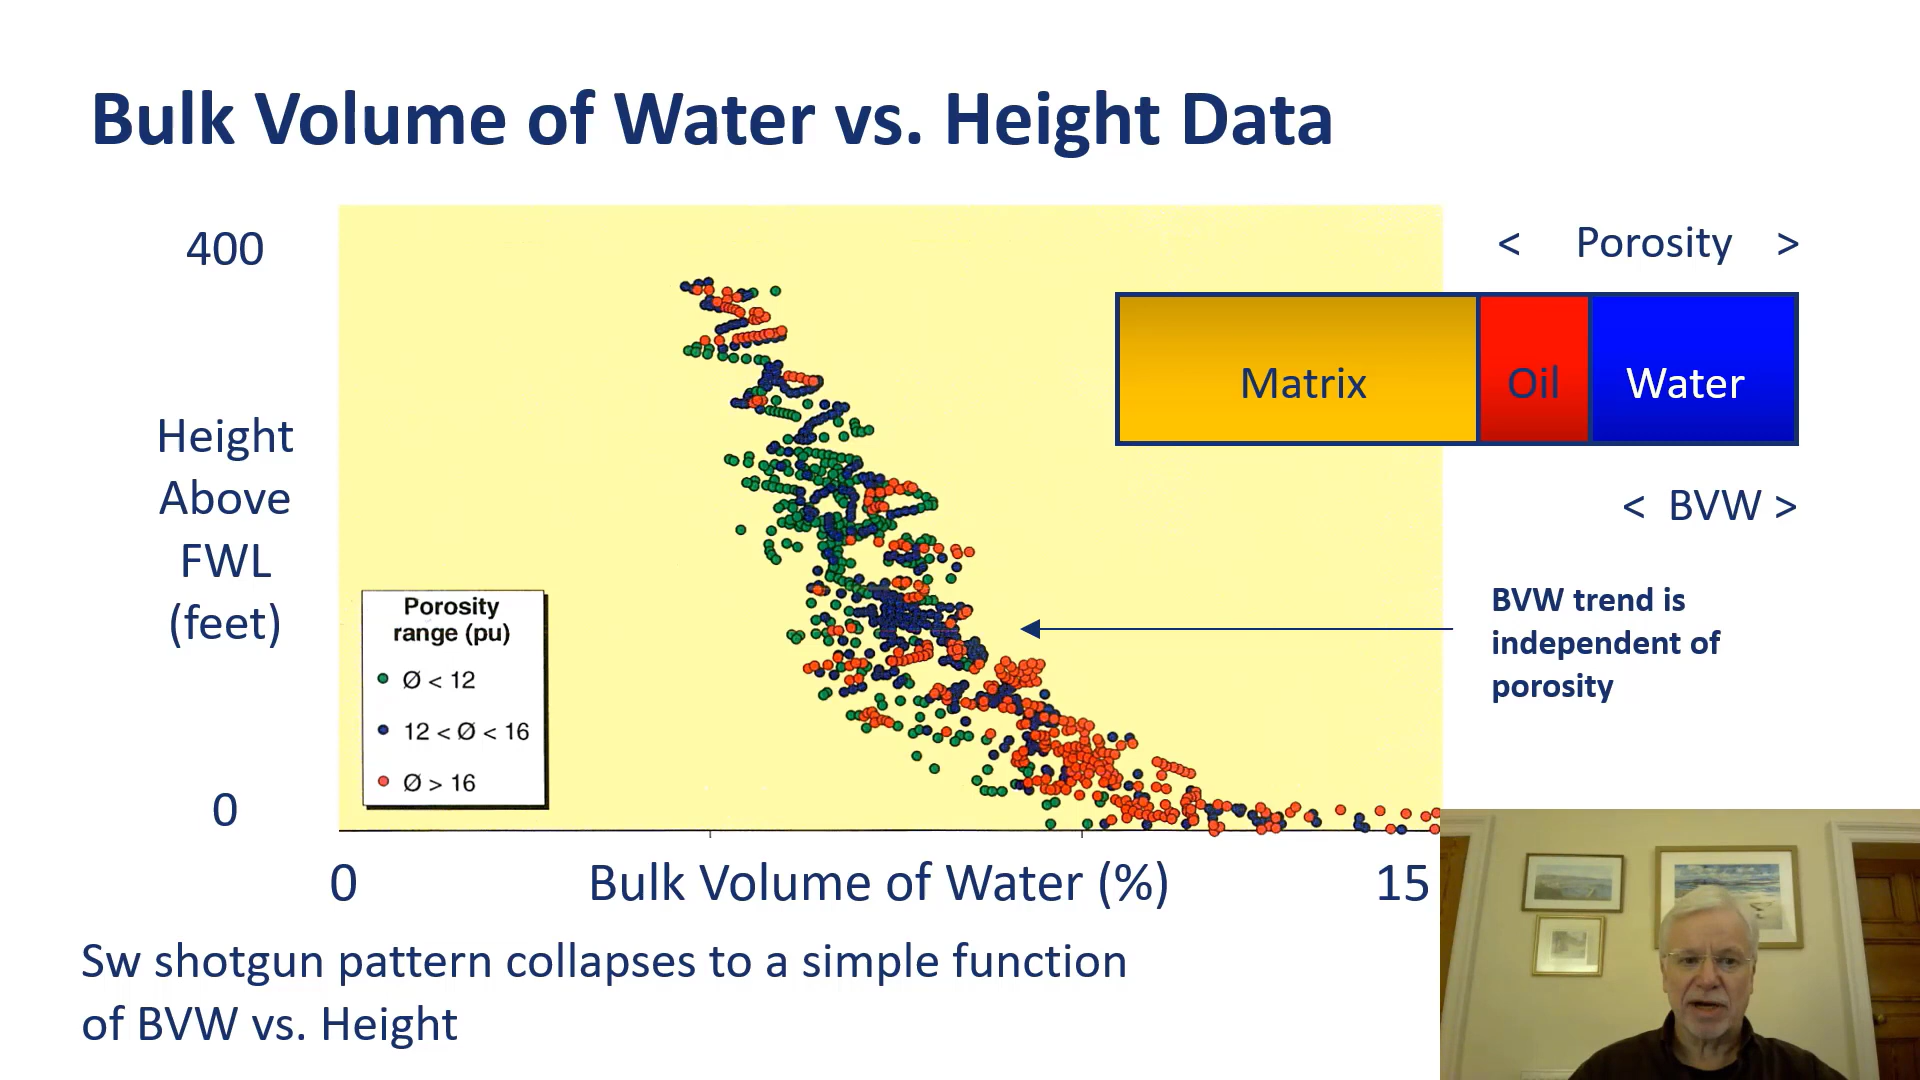 Bulk Volume of Water vs. Height Data
400
Height
Above
FWL
(feet)
0
Porosity
range (pu)
Ø < 12
12 < Ø < 16
Ø > 16
0
Bulk Volume of Water (%)
15
< Porosity >
Matrix
Oil
Water
< BVW >
BVW trend is
independent of
porosity
Sw shotgun pattern collapses to a simple function
of BVW vs. Height